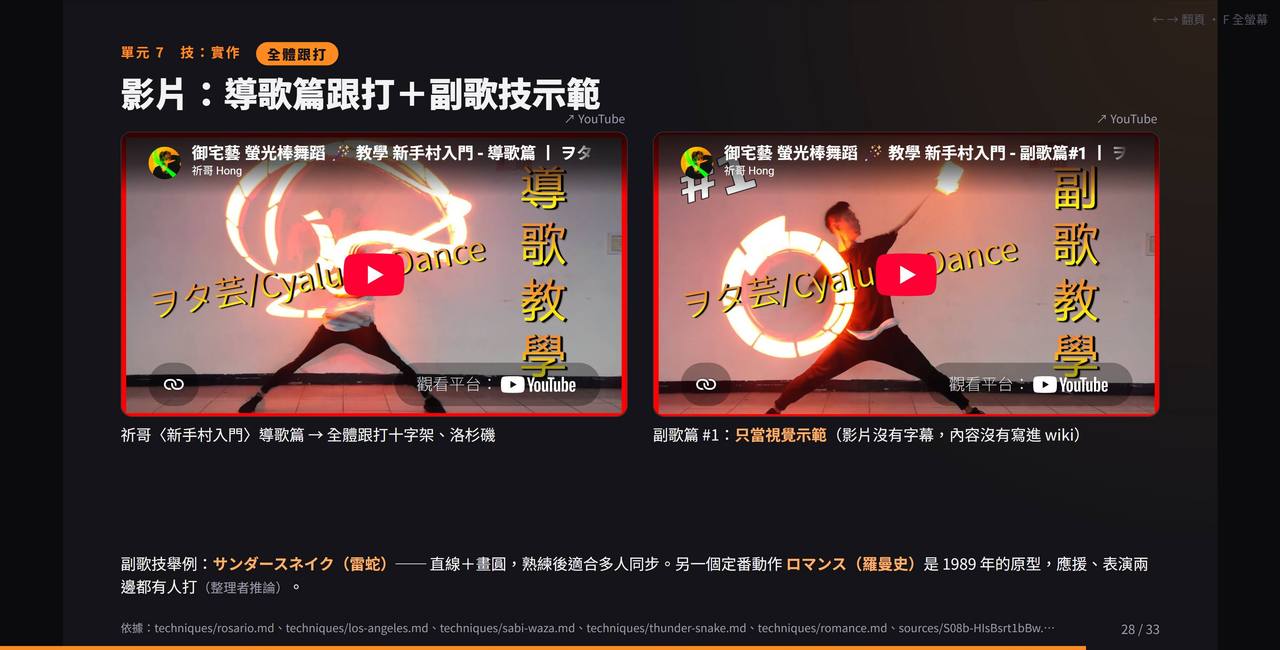 ← → 翻頁 · F 全螢幕
單元 7 技：實作 全體跟打
影片：導歌篇跟打＋副歌技示範
↗ YouTube
御宅藝 螢光棒舞蹈 教學 新手村入門 - 導歌篇 | ヲタ
祈哥 Hong
導歌教學
ヲタ芸/Cyalu Dance
觀看平台： YouTube
祈哥〈新手村入門〉導歌篇 → 全體跟打十字架、洛杉磯
↗ YouTube
御宅藝 螢光棒舞蹈 教學 新手村入門 - 副歌篇#1 | ヲ
祈哥 Hong
#1
副歌教學
ヲタ芸/Cyalu Dance
觀看平台： YouTube
副歌篇 #1：只當視覺示範（影片沒有字幕，內容沒有寫進 wiki）
副歌技舉例：サンダースネイク（雷蛇）—— 直線＋畫圓，熟練後適合多人同步。另一個定番動作 ロマンス（羅曼史）是 1989 年的原型，應援、表演兩
邊都有人打（整理者推論）。
依據：techniques/rosario.md、techniques/los-angeles.md、techniques/sabi-waza.md、techniques/thunder-snake.md、techniques/romance.md、sources/S08b-HIsBsrt1bBw.…
28 / 33